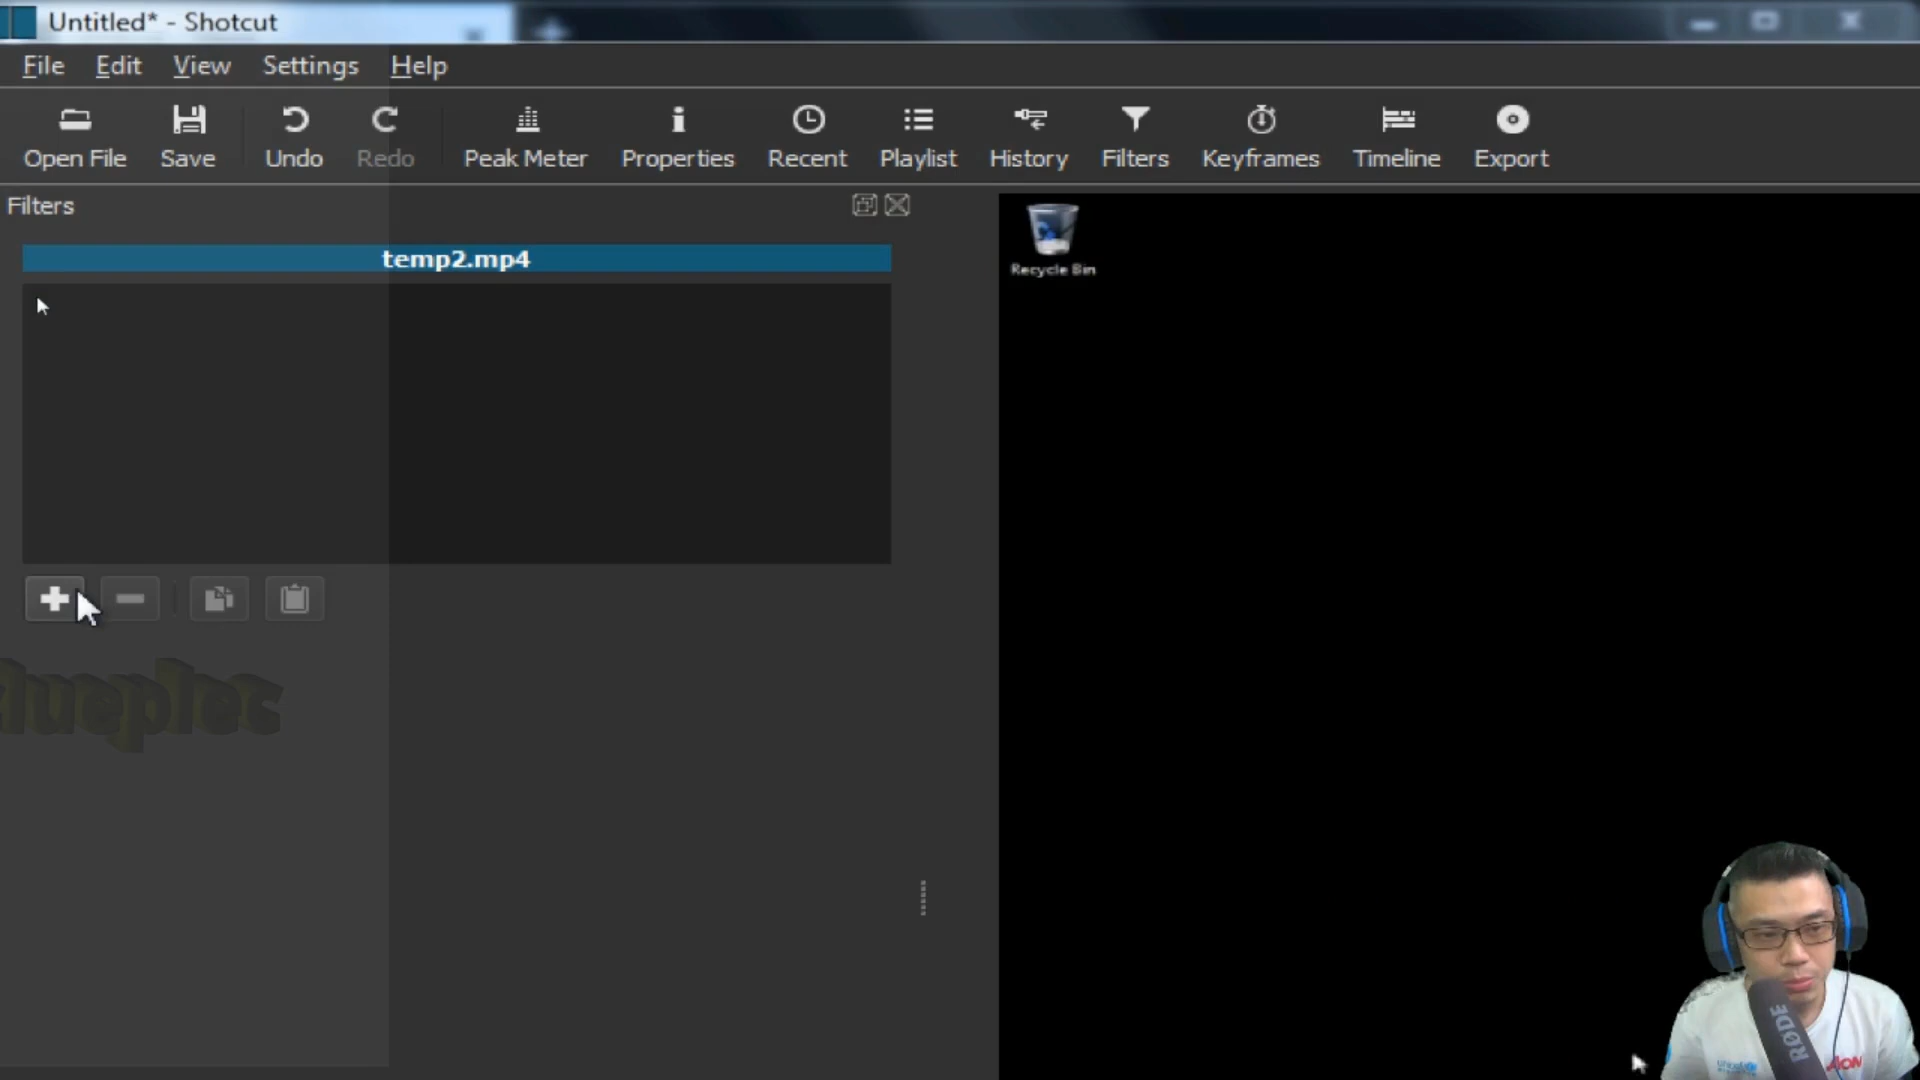 Untitled* - Shotcut
File Edit View Settings Help
Open File Save Undo Redo Peak Meter Properties Recent Playlist History Filters Keyframes Timeline Export
Filters
temp2.mp4
Recycle Bin
RØDE